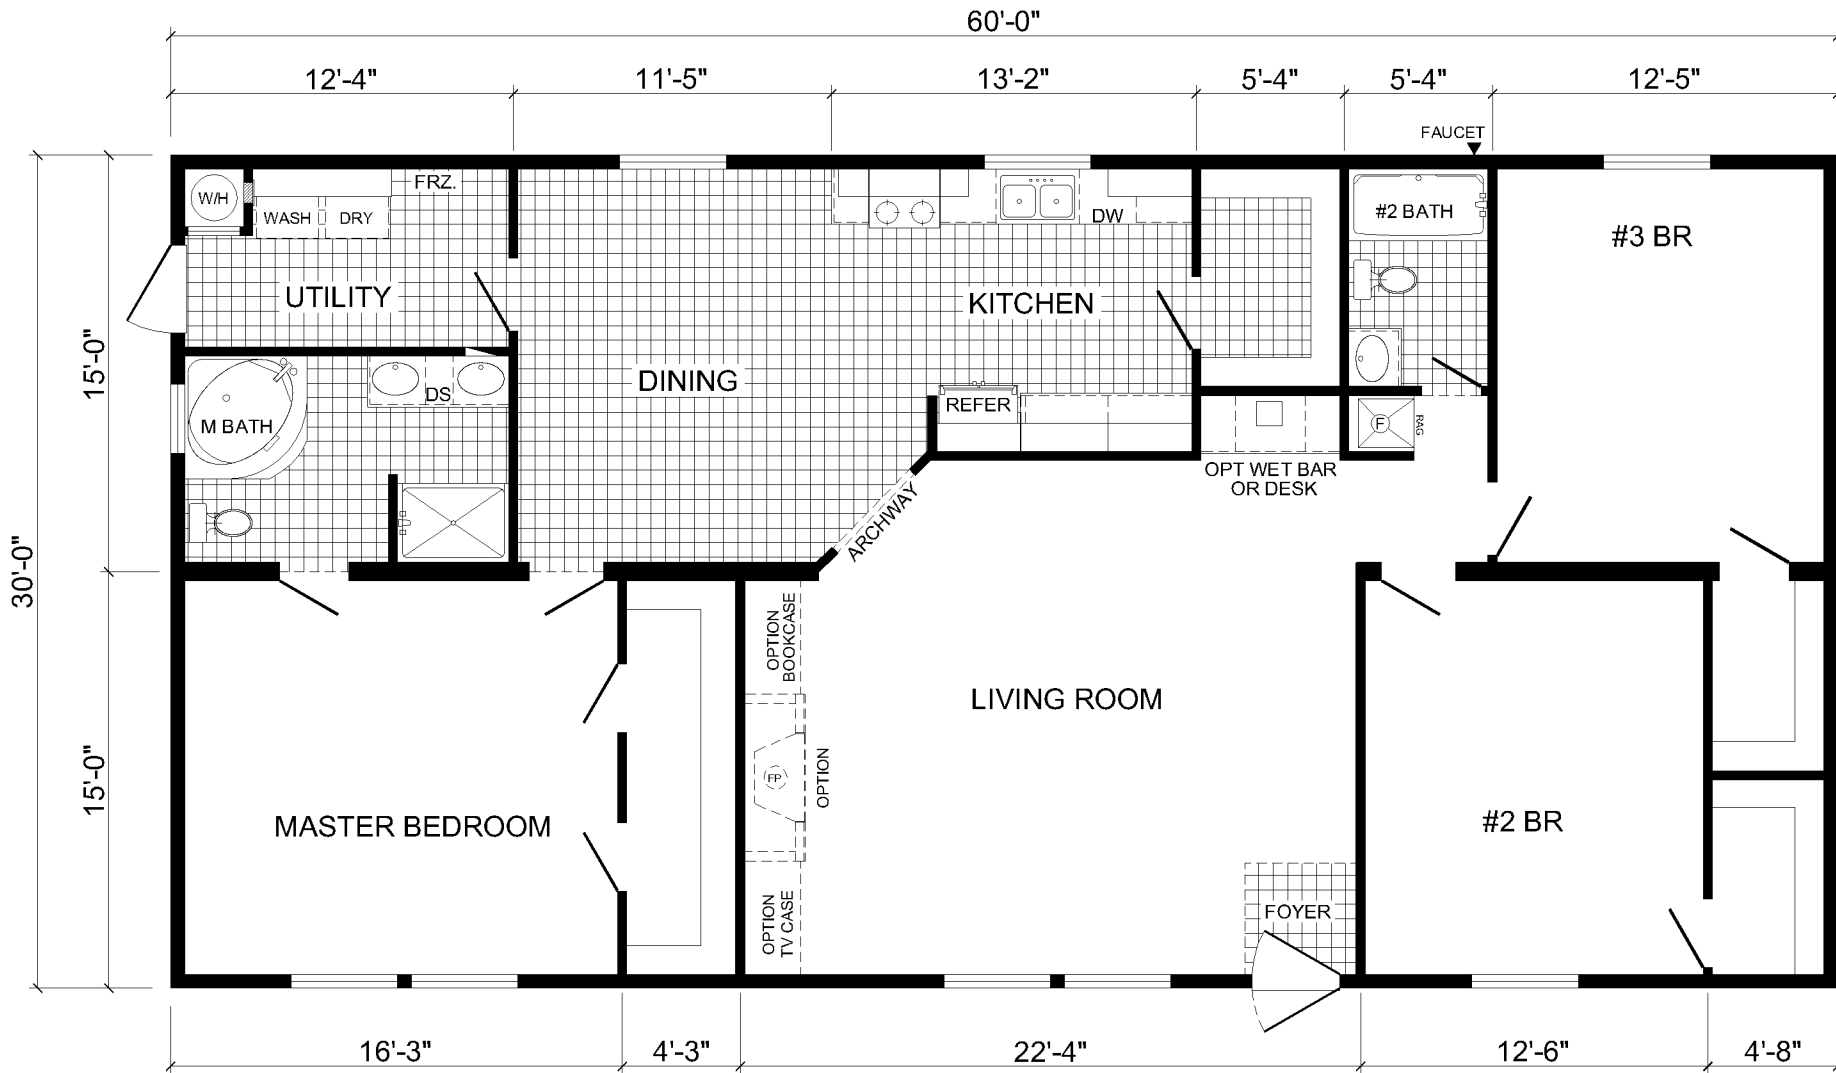 60'-0"
12'-4"
11'-5"
13'-2"
5'-4"
5'-4"
12'-5"
FAUCET
W/H
FRZ.
WASH
DRY
DW
#2 BATH
#3 BR
UTILITY
KITCHEN
15'-0"
DINING
DS
M BATH
REFER
F
RAG
OPT WET BAR
OR DESK
ARCHWAY
30'-0"
OPTION
BOOKCASE
LIVING ROOM
15'-0"
FP
OPTION
MASTER BEDROOM
#2 BR
OPTION
TV CASE
FOYER
16'-3"
4'-3"
22'-4"
12'-6"
4'-8"